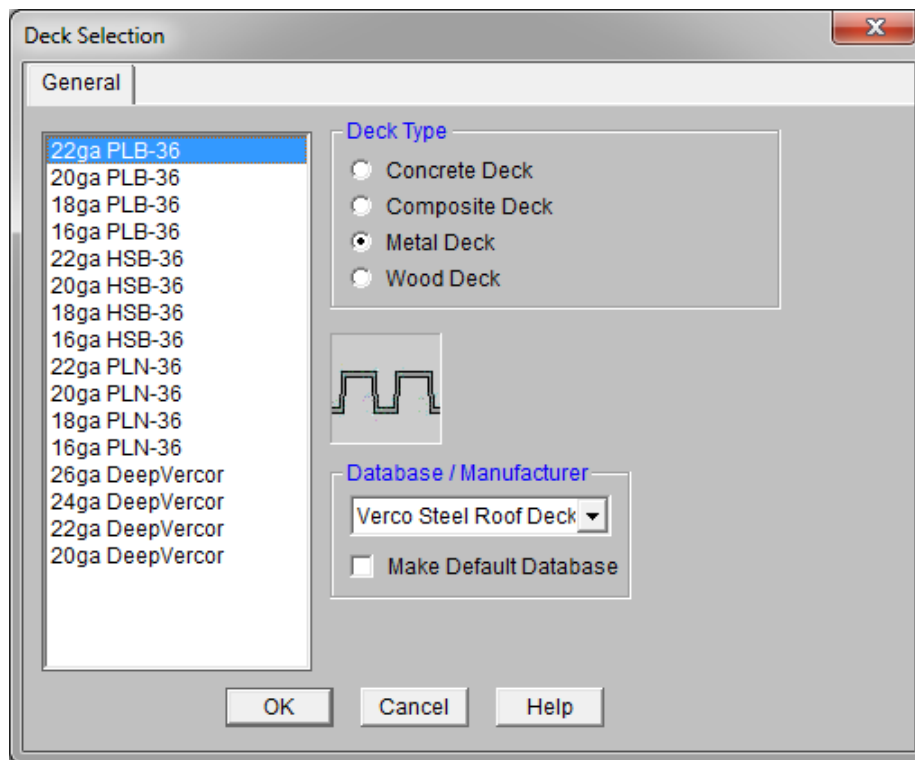 Deck Selection
General
22ga PLB-36
20ga PLB-36
18ga PLB-36
16ga PLB-36
22ga HSB-36
20ga HSB-36
18ga HSB-36
16ga HSB-36
22ga PLN-36
20ga PLN-36
18ga PLN-36
16ga PLN-36
26ga DeepVercor
24ga DeepVercor
22ga DeepVercor
20ga DeepVercor
Deck Type
Concrete Deck
Composite Deck
Metal Deck
Wood Deck
Database / Manufacturer
Verco Steel Roof Deck
Make Default Database
OK
Cancel
Help